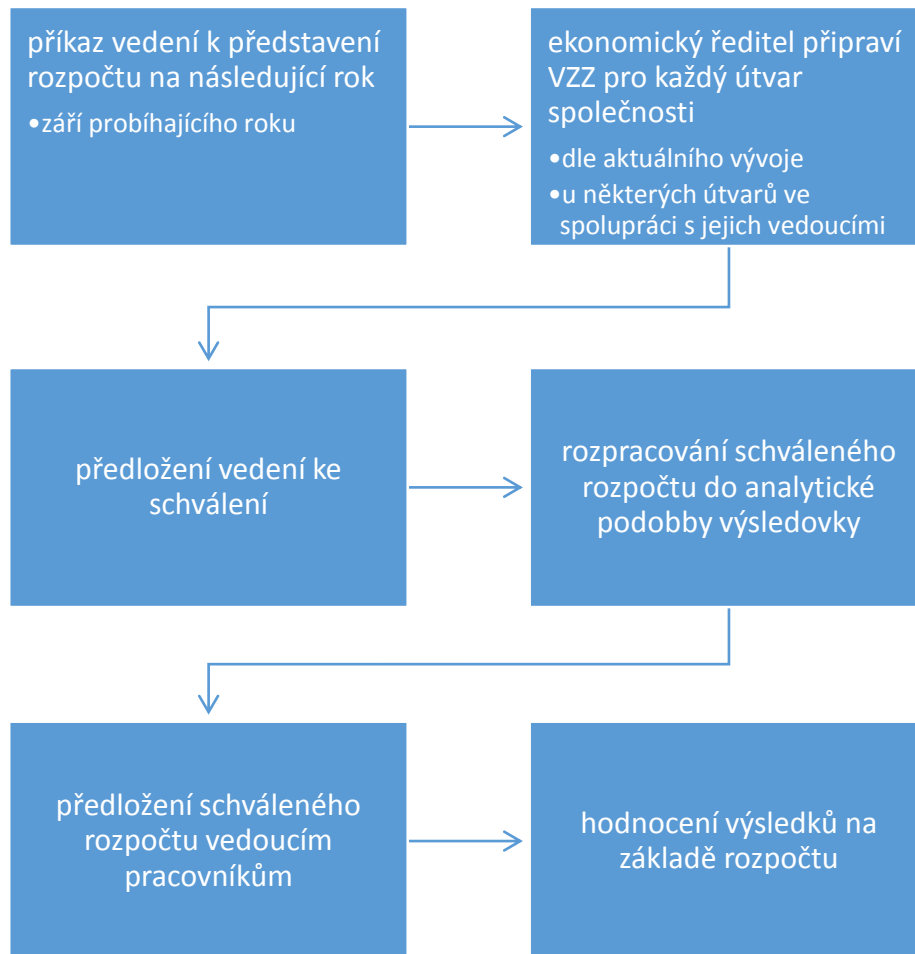 příkaz vedení k představení
rozpočtu na následující rok
•září probíhajícího roku
ekonomický ředitel připraví
VZZ pro každý útvar
společnosti
•dle aktuálního vývoje
•u některých útvarů ve
spolupráci s jejich vedoucími
předložení vedení ke
schválení
rozpracování schváleného
rozpočtu do analytické
podobby výsledovky
předložení schváleného
rozpočtu vedoucím
pracovníkům
hodnocení výsledků na
základě rozpočtu